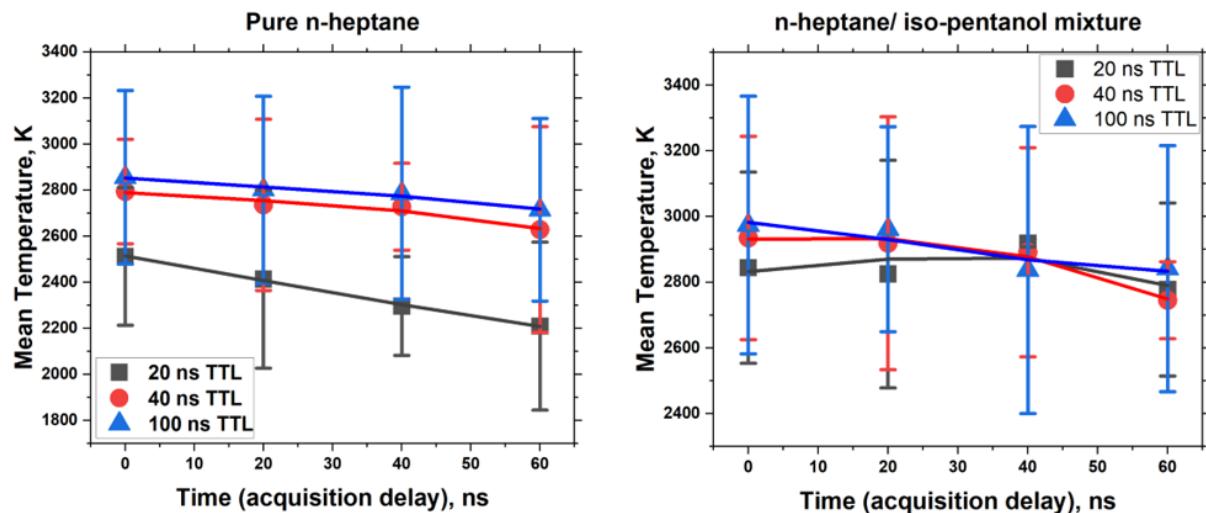 Pure n-heptane
3400
3200
3000
2800
2600
2400
2200
2000
1800
Mean Temperature, K
20 ns TTL
40 ns TTL
100 ns TTL
0 10 20 30 40 50 60
Time (acquisition delay), ns
n-heptane/ iso-pentanol mixture
3400
3200
3000
2800
2600
2400
Mean Temperature, K
20 ns TTL
40 ns TTL
100 ns TTL
0 10 20 30 40 50 60
Time (acquisition delay), ns